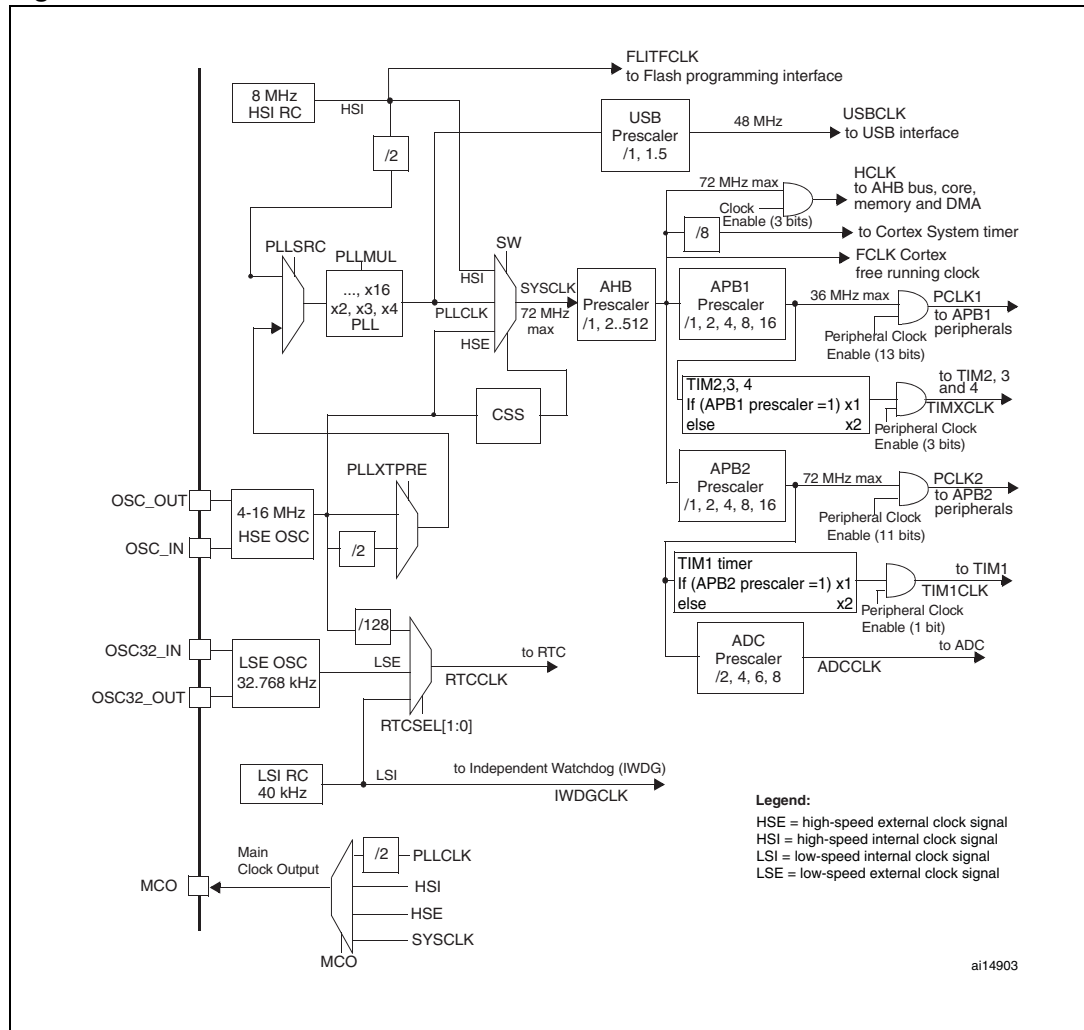 FLITFCLK
to Flash programming interface
8 MHz
HSI RC
HSI
/2
USB
Prescaler
/1, 1.5
48 MHz
USBCLK
to USB interface
72 MHz max
Clock
Enable (3 bits)
HCLK
to AHB bus, core,
memory and DMA
/8
to Cortex System timer
FCLK Cortex
free running clock
PLLSRC
PLLMUL
..., x16
x2, x3, x4
PLL
SW
HSI
PLLCLK
HSE
SYSCLK
72 MHz
max
AHB
Prescaler
/1, 2..512
APB1
Prescaler
/1, 2, 4, 8, 16
36 MHz max
PCLK1
to APB1
peripherals
Peripheral Clock
Enable (13 bits)
TIM2,3, 4
If (APB1 prescaler =1) x1
else x2
to TIM2, 3
and 4
TIMXCLK
Peripheral Clock
Enable (3 bits)
CSS
PLLXTPRE
OSC_OUT
OSC_IN
4-16 MHz
HSE OSC
/2
APB2
Prescaler
/1, 2, 4, 8, 16
72 MHz max
PCLK2
to APB2
peripherals
Peripheral Clock
Enable (11 bits)
TIM1 timer
If (APB2 prescaler =1) x1
else x2
to TIM1
TIM1CLK
Peripheral Clock
Enable (1 bit)
ADC
Prescaler
/2, 4, 6, 8
to ADC
ADCCLK
/128
OSC32_IN
OSC32_OUT
LSE OSC
32.768 kHz
LSE
to RTC
RTCCLK
RTCSEL[1:0]
LSI RC
40 kHz
LSI
to Independent Watchdog (IWDG)
IWDGCLK
Legend:
HSE = high-speed external clock signal
HSI = high-speed internal clock signal
LSI = low-speed internal clock signal
LSE = low-speed external clock signal
Main
Clock Output
MCO
/2
PLLCLK
HSI
HSE
SYSCLK
MCO
ai14903